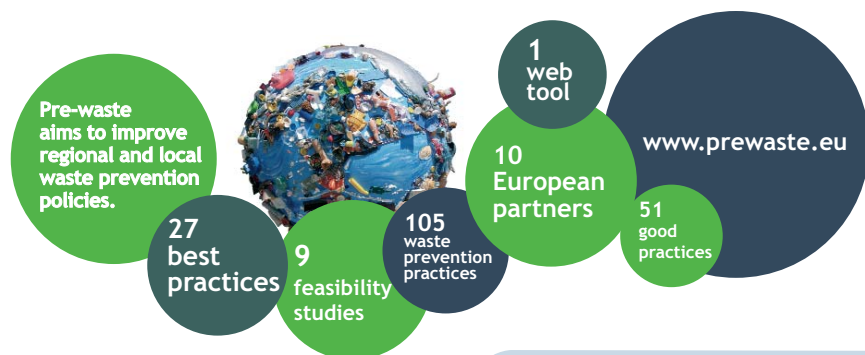 Pre-waste
aims to improve
regional and local
waste prevention
policies.
27
best
practices
9
feasibility
studies
105
waste
prevention
practices
1
web
tool
10
European
partners
51
good
practices
www.prewaste.eu